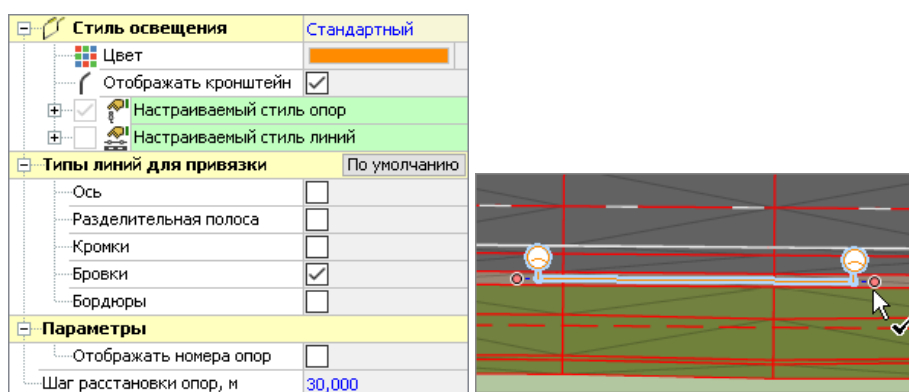 Стиль освещения Стандартный
Цвет
Отображать кронштейн
Настраиваемый стиль опор
Настраиваемый стиль линий
Типы линий для привязки По умолчанию
Ось
Разделительная полоса
Кромки
Бровки
Бордюры
Параметры
Отображать номера опор
Шаг расстановки опор, м 30,000